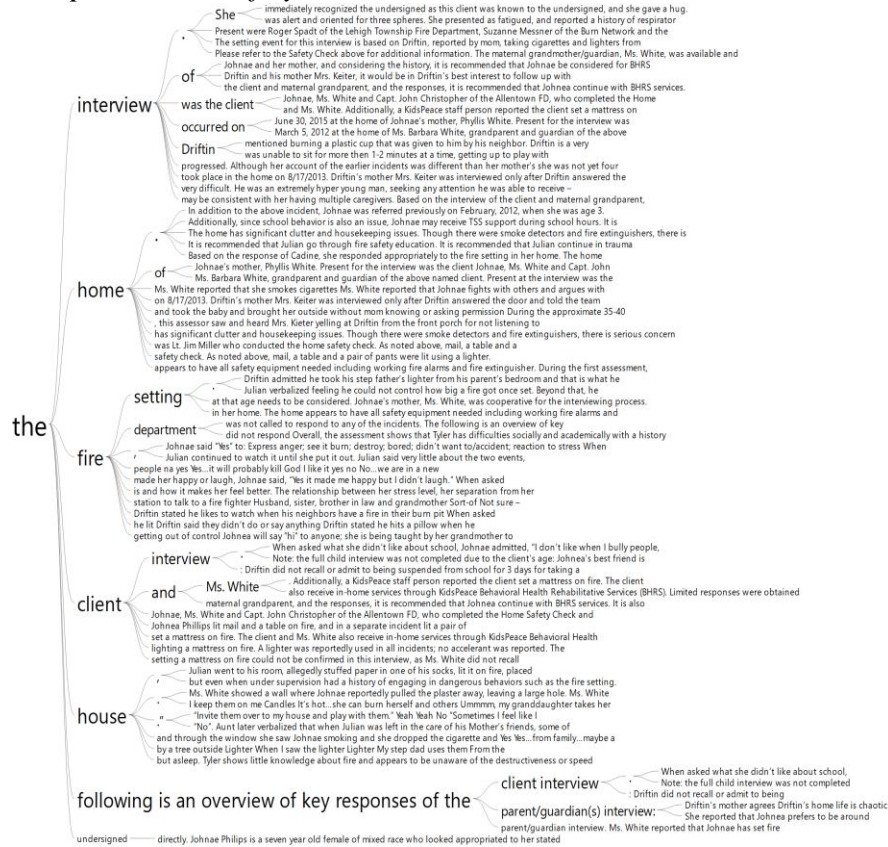 She
immediately recognized the undersigned as this client was known to the undersigned, and she gave a hug.
was alert and oriented for three spheres. She presented as fatigued, and reported a history of respirator
.
Present were Roger Spadt of the Lehigh Township Fire Department, Suzanne Messner of the Burn Network and the
The setting event for this interview is based on Driftin, reported by mom, taking cigarettes and lighters from
Please refer to the Safety Check above for additional information. The maternal grandmother/guardian, Ms. White, was available and
of
Johnae and her mother, and considering the history, it is recommended that Johnae be considered for BHRS
Driftin and his mother Mrs. Keiter, it would be in Driftin's best interest to follow up with
the client and maternal grandparent, and the responses, it is recommended that Johnea continue with BHRS services.
interview
was the client
Johnae, Ms. White and Capt. John Christopher of the Allentown FD, who completed the Home
and Ms. White. Additionally, a KidsPeace staff person reported the client set a mattress on
occurred on
June 30, 2015 at the home of Johnae's mother, Phyllis White. Present for the interview was
March 5, 2012 at the home of Ms. Barbara White, grandparent and guardian of the above
Driftin
mentioned burning a plastic cup that was given to him by his neighbor. Driftin is a very
was unable to sit for more then 1-2 minutes at a time, getting up to play with
progressed. Although her account of the earlier incidents was different than her mother's she was not yet four
took place in the home on 8/17/2013. Driftin's mother Mrs. Keiter was interviewed only after Driftin answered the
very difficult. He was an extremely hyper young man, seeking any attention he was able to receive –
may be consistent with her having multiple caregivers. Based on the interview of the client and maternal grandparent,
In addition to the above incident, Johnae was referred previously on February, 2012, when she was age 3.
Additionally, since school behavior is also an issue, Johnae may receive TSS support during school hours. It is
.
The home has significant clutter and housekeeping issues. Though there were smoke detectors and fire extinguishers, there is
It is recommended that Julian go through fire safety education. It is recommended that Julian continue in trauma
Based on the response of Cadine, she responded appropriately to the fire setting in her home. The home
of
Johnae's mother, Phyllis White. Present for the interview was the client Johnae, Ms. White and Capt. John
Ms. Barbara White, grandparent and guardian of the above named client. Present at the interview was the
home
Ms. White reported that she smokes cigarettes Ms. White reported that Johnae fights with others and argues with
on 8/17/2013. Driftin's mother Mrs. Keiter was interviewed only after Driftin answered the door and told the team
and took the baby and brought her outside without mom knowing or asking permission During the approximate 35-40
, this assessor saw and heard Mrs. Kieter yelling at Driftin from the front porch for not listening to
has significant clutter and housekeeping issues. Though there were smoke detectors and fire extinguishers, there is serious concern
was Lt. Jim Miller who conducted the home safety check. As noted above, mail, a table and a
safety check. As noted above, mail, a table and a pair of pants were lit using a lighter.
appears to have all safety equipment needed including working fire alarms and fire extinguisher. During the first assessment,
the
setting
.
Driftin admitted he took his step father's lighter from his parent's bedroom and that is what he
Julian verbalized feeling he could not control how big a fire got once set. Beyond that, he
at that age needs to be considered. Johnae's mother, Ms. White, was cooperative for the interviewing process.
in her home. The home appears to have all safety equipment needed including working fire alarms and
department
was not called to respond to any of the incidents. The following is an overview of key
did not respond Overall, the assessment shows that Tyler has difficulties socially and academically with a history
fire
,
Johnae said "Yes" to: Express anger; see it burn; destroy; bored; didn't want to/accident; reaction to stress When
Julian continued to watch it until she put it out. Julian said very little about the two events,
people na yes Yes...it will probably kill God I like it yes no No...we are in a new
made her happy or laugh, Johnae said, "Yes it made me happy but I didn't laugh." When asked
is and how it makes her feel better. The relationship between her stress level, her separation from her
station to talk to a fire fighter Husband, sister, brother in law and grandmother Sort-of Not sure –
Driftin stated he likes to watch when his neighbors have a fire in their burn pit When asked
he lit Driftin said they didn't do or say anything Driftin stated he hits a pillow when he
getting out of control Johnea will say "hi" to anyone; she is being taught by her grandmother to
interview
.
When asked what she didn't like about school, Johnae admitted, "I don't like when I bully people,
Note: the full child interview was not completed due to the client's age: Johnea's best friend is
: Driftin did not recall or admit to being suspended from school for 3 days for taking a
client
and
Ms. White
. Additionally, a KidsPeace staff person reported the client set a mattress on fire. The client
also receive in-home services through KidsPeace Behavioral Health Rehabilitative Services (BHRS). Limited responses were obtained
maternal grandparent, and the responses, it is recommended that Johnea continue with BHRS services. It is also
Johnae, Ms. White and Capt. John Christopher of the Allentown FD, who completed the Home Safety Check and
Johnea Phillips lit mail and a table on fire, and in a separate incident lit a pair of
set a mattress on fire. The client and Ms. White also receive in-home services through KidsPeace Behavioral Health
lighting a mattress on fire. A lighter was reportedly used in all incidents; no accelerant was reported. The
setting a mattress on fire could not be confirmed in this interview, as Ms. White did not recall
,
Julian went to his room, allegedly stuffed paper in one of his socks, lit it on fire, placed
but even when under supervision had a history of engaging in dangerous behaviors such as the fire setting.
.
Ms. White showed a wall where Johnae reportedly pulled the plaster away, leaving a large hole. Ms. White
I keep them on me Candles It's hot...she can burn herself and others Ummmm, my granddaughter takes her
house
."
"Invite them over to my house and play with them." Yeah Yeah No "Sometimes I feel like I
"No". Aunt later verbalized that when Julian was left in the care of his Mother's friends, some of
and through the window she saw Johnae smoking and she dropped the cigarette and Yes Yes...from family...maybe a
by a tree outside Lighter When I saw the lighter Lighter My step dad uses them From the
but asleep. Tyler shows little knowledge about fire and appears to be unaware of the destructiveness or speed
following is an overview of key responses of the
client interview
.
When asked what she didn't like about school,
Note: the full child interview was not completed
: Driftin did not recall or admit to being
parent/guardian(s) interview:
Driftin's mother agrees Driftin's home life is chaotic
She reported that Johnea prefers to be around
parent/guardian interview. Ms. White reported that Johnae has set fire
undersigned
directly. Johnae Philips is a seven year old female of mixed race who looked appropriated to her stated